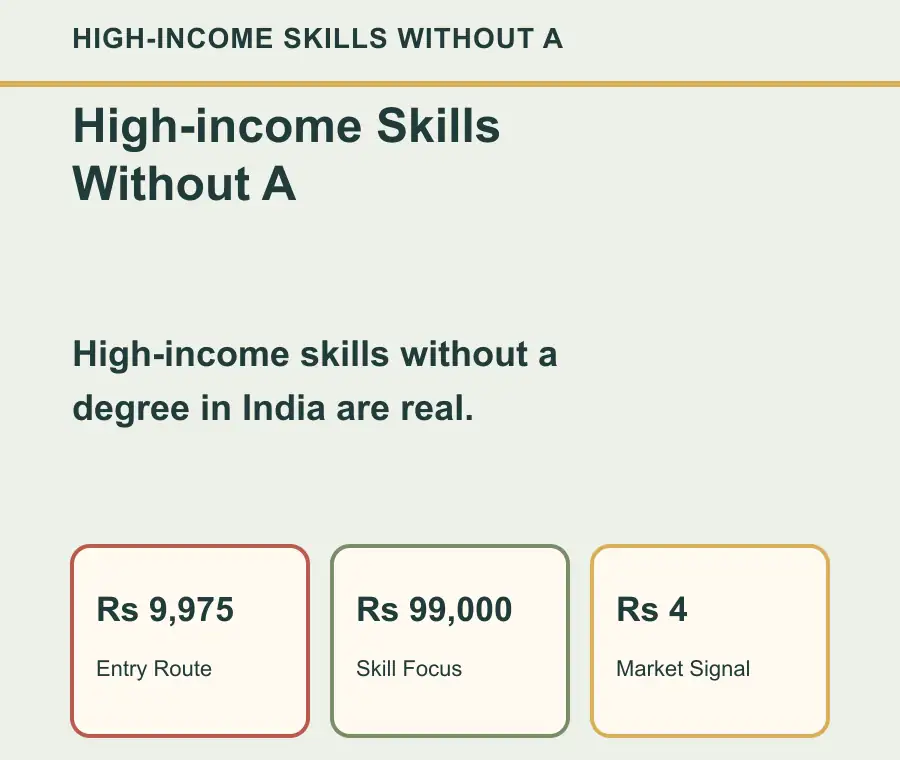 HIGH-INCOME SKILLS WITHOUT A
High-income Skills
Without A
High-income skills without a
degree in India are real.
Rs 9,975
Entry Route
Rs 99,000
Skill Focus
Rs 4
Market Signal